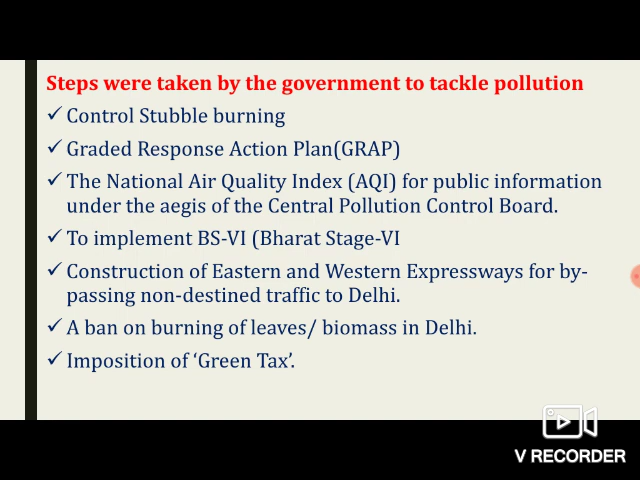 Steps were taken by the government to tackle pollution
✓ Control Stubble burning
✓ Graded Response Action Plan(GRAP)
✓ The National Air Quality Index (AQI) for public information
under the aegis of the Central Pollution Control Board.
✓ To implement BS-VI (Bharat Stage-VI
✓ Construction of Eastern and Western Expressways for by-
passing non-destined traffic to Delhi.
✓ A ban on burning of leaves/ biomass in Delhi.
✓ Imposition of ‘Green Tax’.
V RECORDER